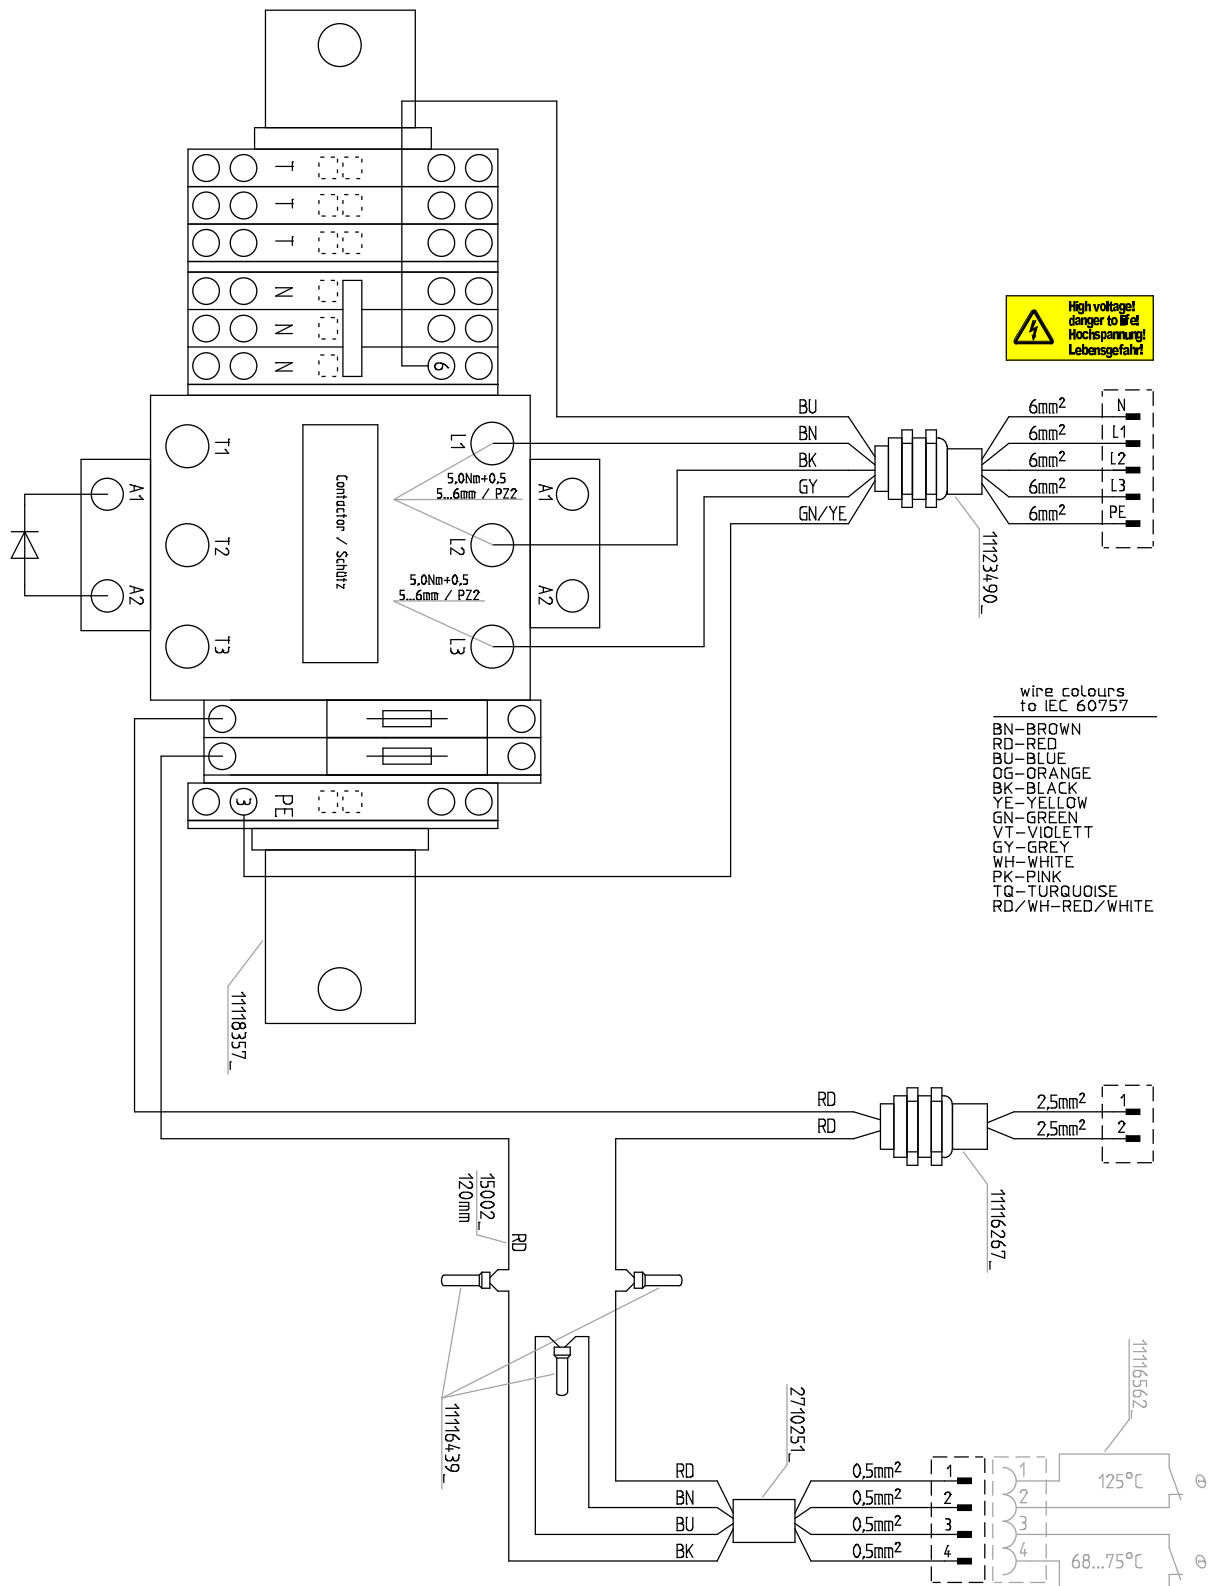 T
T
T
N
N
N
6
High voltage!
danger to life!
Hochspannung!
Lebensgefahr!
BU
BN
BK
GY
GN/YE
6mm²
6mm²
6mm²
6mm²
6mm²
N
L1
L2
L3
PE
11123490_
T1
T2
T3
L1
L2
L3
A1
A2
A1
A2
Contactor / Schütz
5,0Nm+0,5
5...6mm / PZ2
5,0Nm+0,5
5...6mm / PZ2
3
PE
wire colours
to IEC 60757
BN-BROWN
RD-RED
BU-BLUE
OG-ORANGE
BK-BLACK
YE-YELLOW
GN-GREEN
VT-VIOLETT
GY-GREY
WH-WHITE
PK-PINK
TQ-TURQUOISE
RD/WH-RED/WHITE
11118357_
RD
RD
2,5mm²
2,5mm²
1
2
11116267_
15002_
120mm
RD
11116439_
2710251_
11116562_
RD
BN
BU
BK
0,5mm²
0,5mm²
0,5mm²
0,5mm²
1
2
3
4
1
2
3
4
125°C
68...75°C